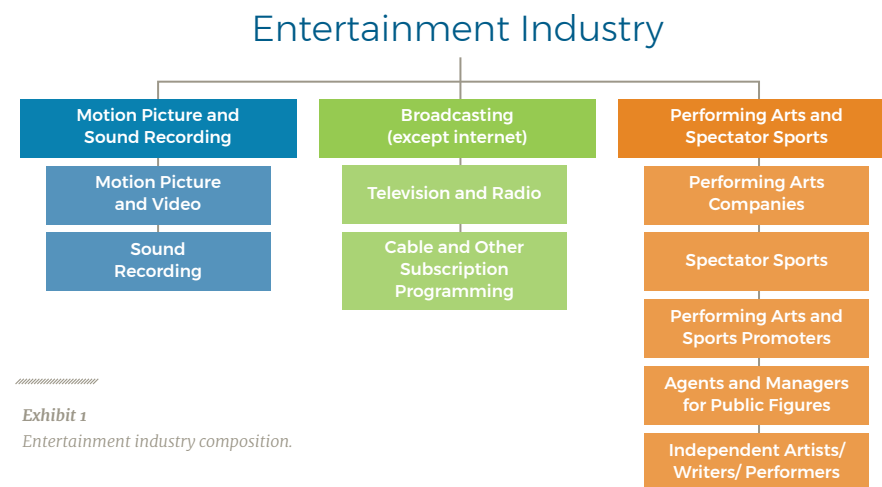 Entertainment Industry
Motion Picture and
Sound Recording
Motion Picture
and Video
Sound
Recording
Broadcasting
(except internet)
Television and Radio
Cable and Other
Subscription
Programming
Performing Arts and
Spectator Sports
Performing Arts
Companies
Spectator Sports
Performing Arts and
Sports Promoters
Agents and Managers
for Public Figures
Independent Artists/
Writers/ Performers
Exhibit 1
Entertainment industry composition.